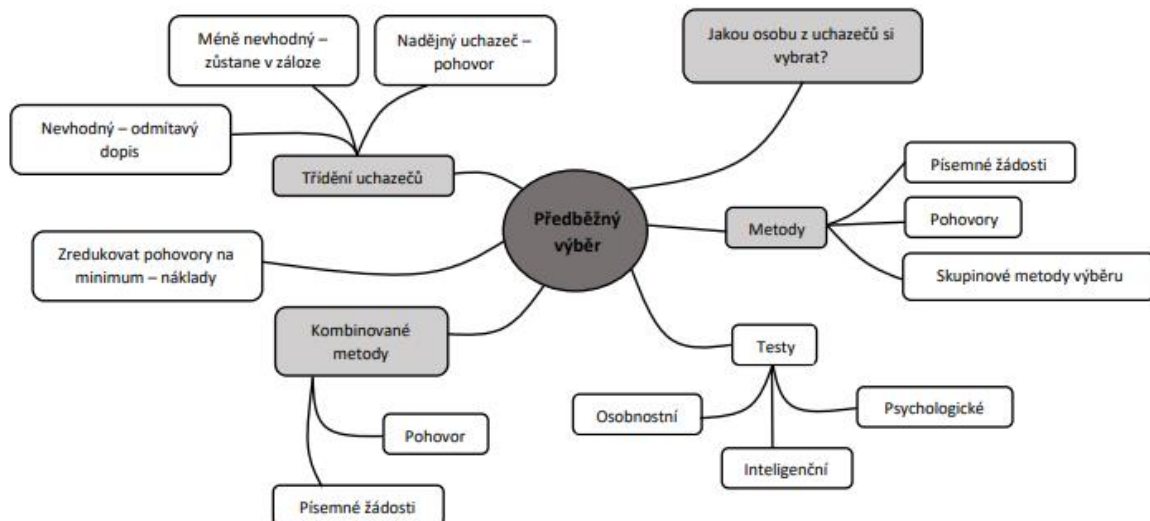 Méně nevhodný –
zůstane v záloze
Nadějný uchazeč –
pohovor
Jakou osobu z uchazečů si
vybrat?
Nevhodný – odmítavý
dopis
Třídění uchazečů
Předběžný
výběr
Písemné žádosti
Metody
Pohovory
Skupinové metody výběru
Zredukovat pohovory na
minimum – náklady
Kombinované
metody
Pohovor
Písemné žádosti
Testy
Osobnostní
Inteligenční
Psychologické